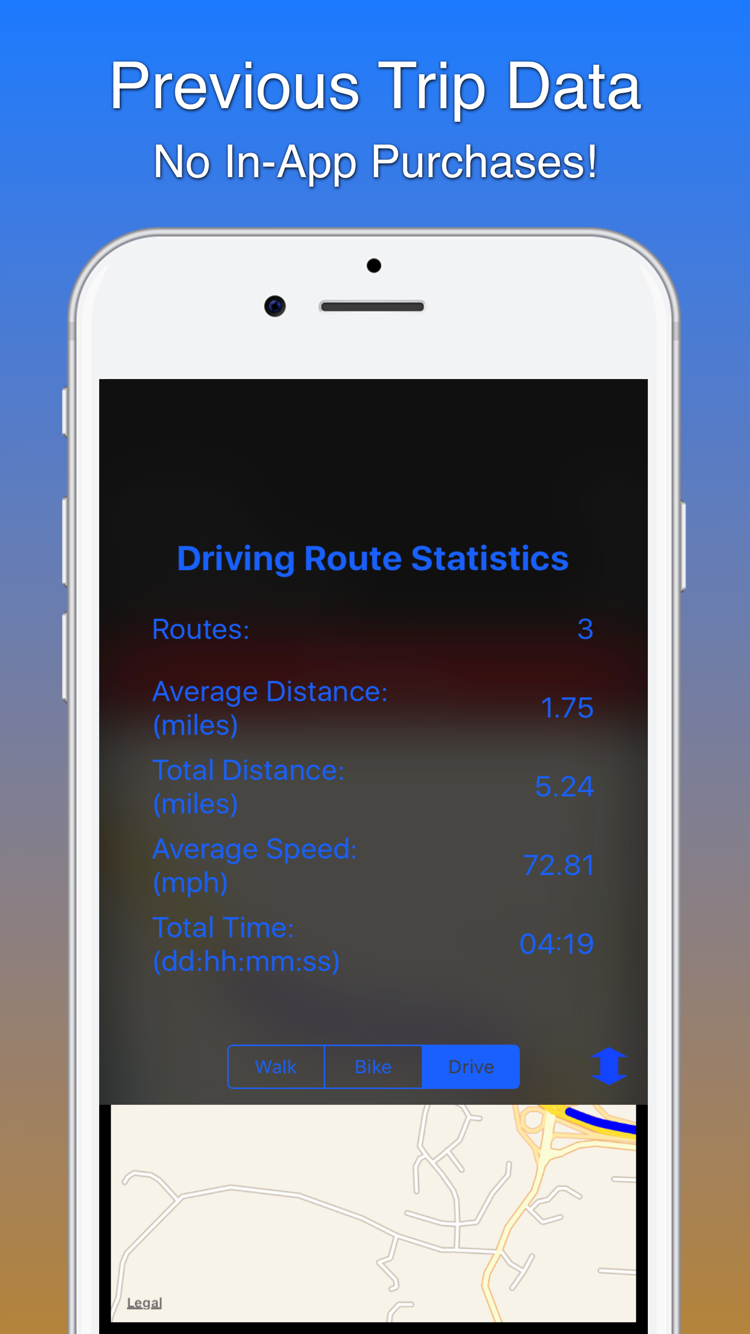 Previous Trip Data
No In-App Purchases!
Driving Route Statistics
Routes: 3
Average Distance:
(miles) 1.75
Total Distance:
(miles) 5.24
Average Speed:
(mph) 72.81
Total Time:
(dd:hh:mm:ss) 04:19
Walk Bike Drive
Legal